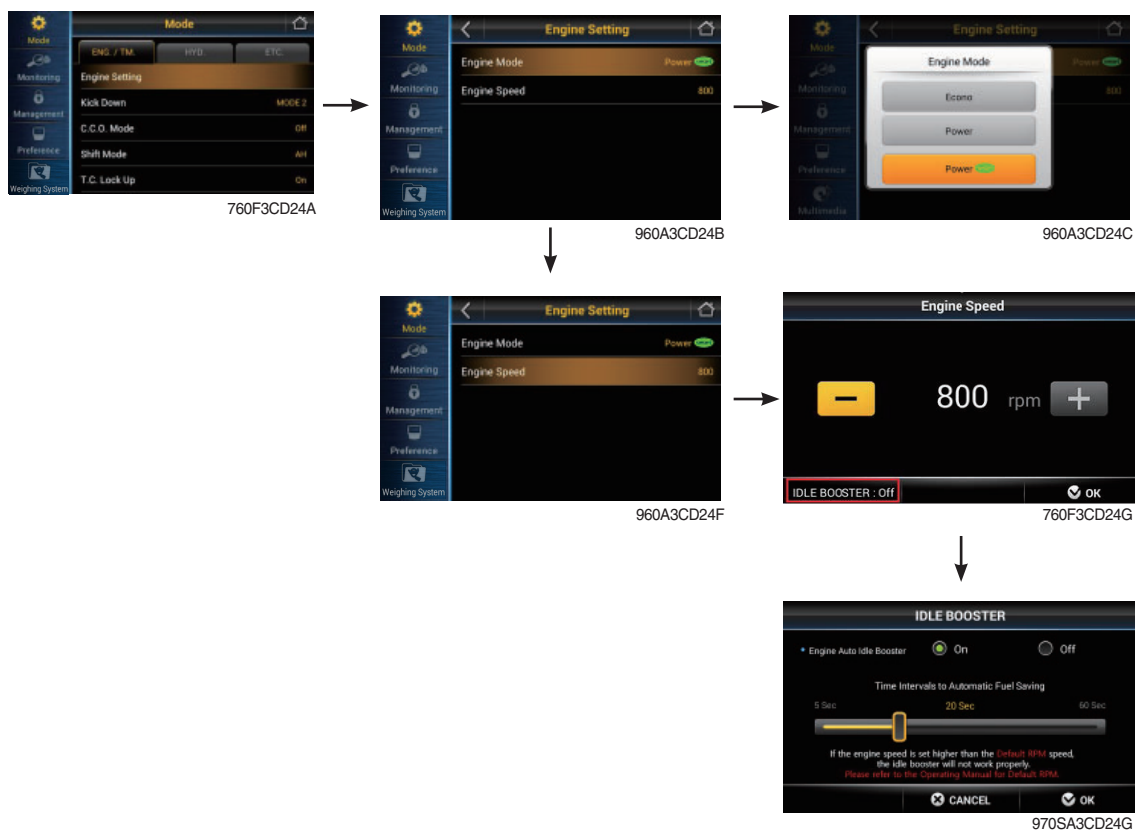 Mode
Mode
ENG. / TM.
HYD.
ETC.
Monitoring
Engine Setting
Management
Kick Down MODE 2
C.C.O. Mode Off
Preference
Shift Mode AH
Weighing System
T.C. Lock Up On
760F3CD24A
Mode
Engine Setting
Engine Mode Power
Monitoring
Engine Speed 800
Management
Preference
Weighing System
960A3CD24B
Mode
Engine Setting
Engine Mode
Power
Monitoring
800
Econo
Management
Power
Preference
Power
Multimedia
960A3CD24C
Mode
Engine Setting
Engine Mode Power
Monitoring
Engine Speed 800
Management
Preference
Weighing System
960A3CD24F
Engine Speed
− 800 rpm +
IDLE BOOSTER : Off
OK
760F3CD24G
IDLE BOOSTER
• Engine Auto Idle Booster On Off
Time Intervals to Automatic Fuel Saving
5 Sec 20 Sec 60 Sec
If the engine speed is set higher than the Default RPM speed,
the idle booster will not work properly.
Please refer to the Operating Manual for Default RPM.
CANCEL OK
970SA3CD24G